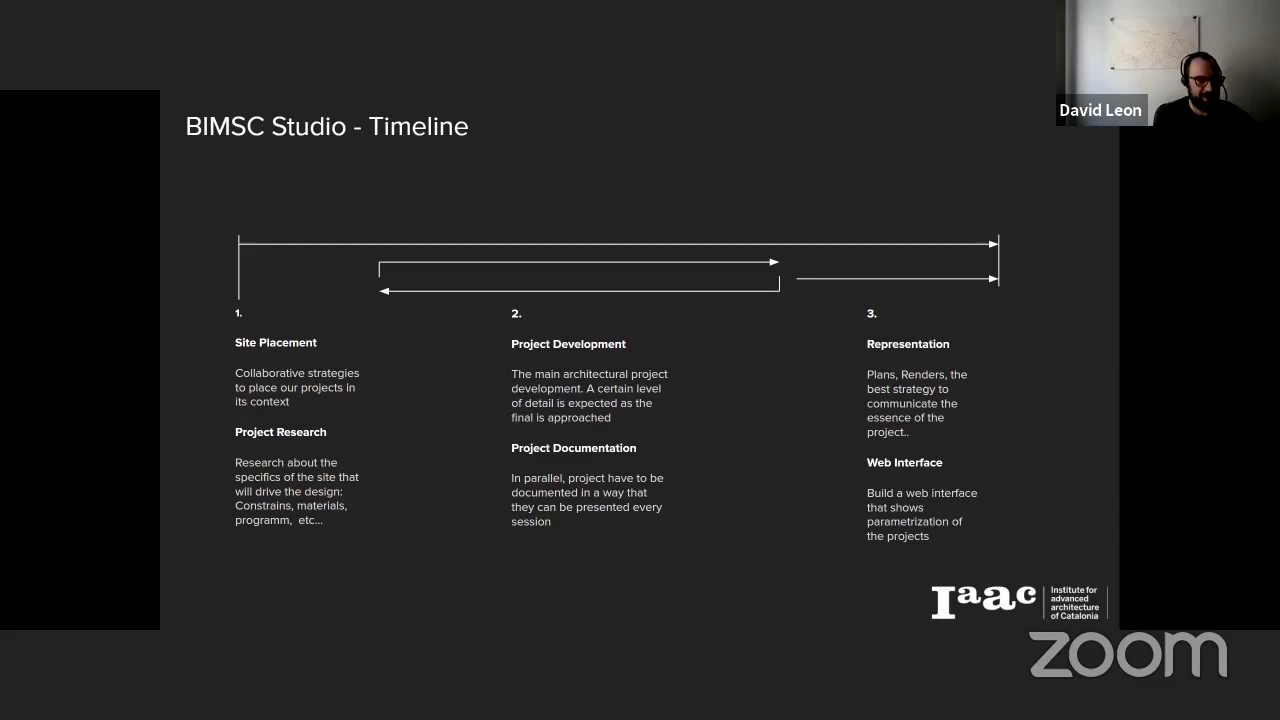 David Leon
BIMSC Studio - Timeline
1.
Site Placement
Collaborative strategies
to place our projects in
its context
Project Research
Research about the
specifics of the site that
will drive the design:
Constrains, materials,
programm,  etc...
2.
Project Development
The main architectural project
development. A certain level
of detail is expected as the
final is approached
Project Documentation
In parallel, project have to be
documented in a way that
they can be presented every
session
3.
Representation
Plans, Renders, the
best strategy to
communicate the
essence of the
project..
Web Interface
Build a web interface
that shows
parametrization of
the projects
Iaac
Institute for
advanced
architecture
of Catalonia
zoom